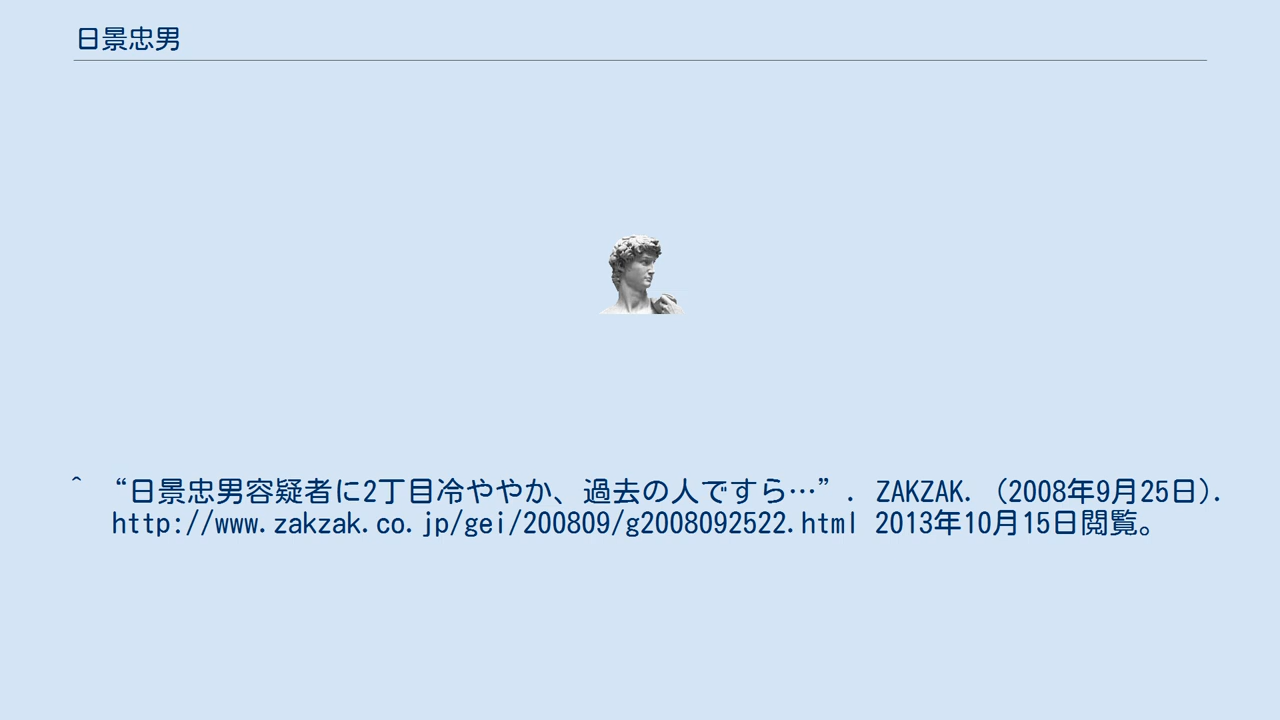 日景忠男
^ “日景忠男容疑者に2丁目冷ややか、過去の人ですら…”. ZAKZAK. (2008年9月25日).
http://www.zakzak.co.jp/gei/200809/g2008092522.html 2013年10月15日閲覧。